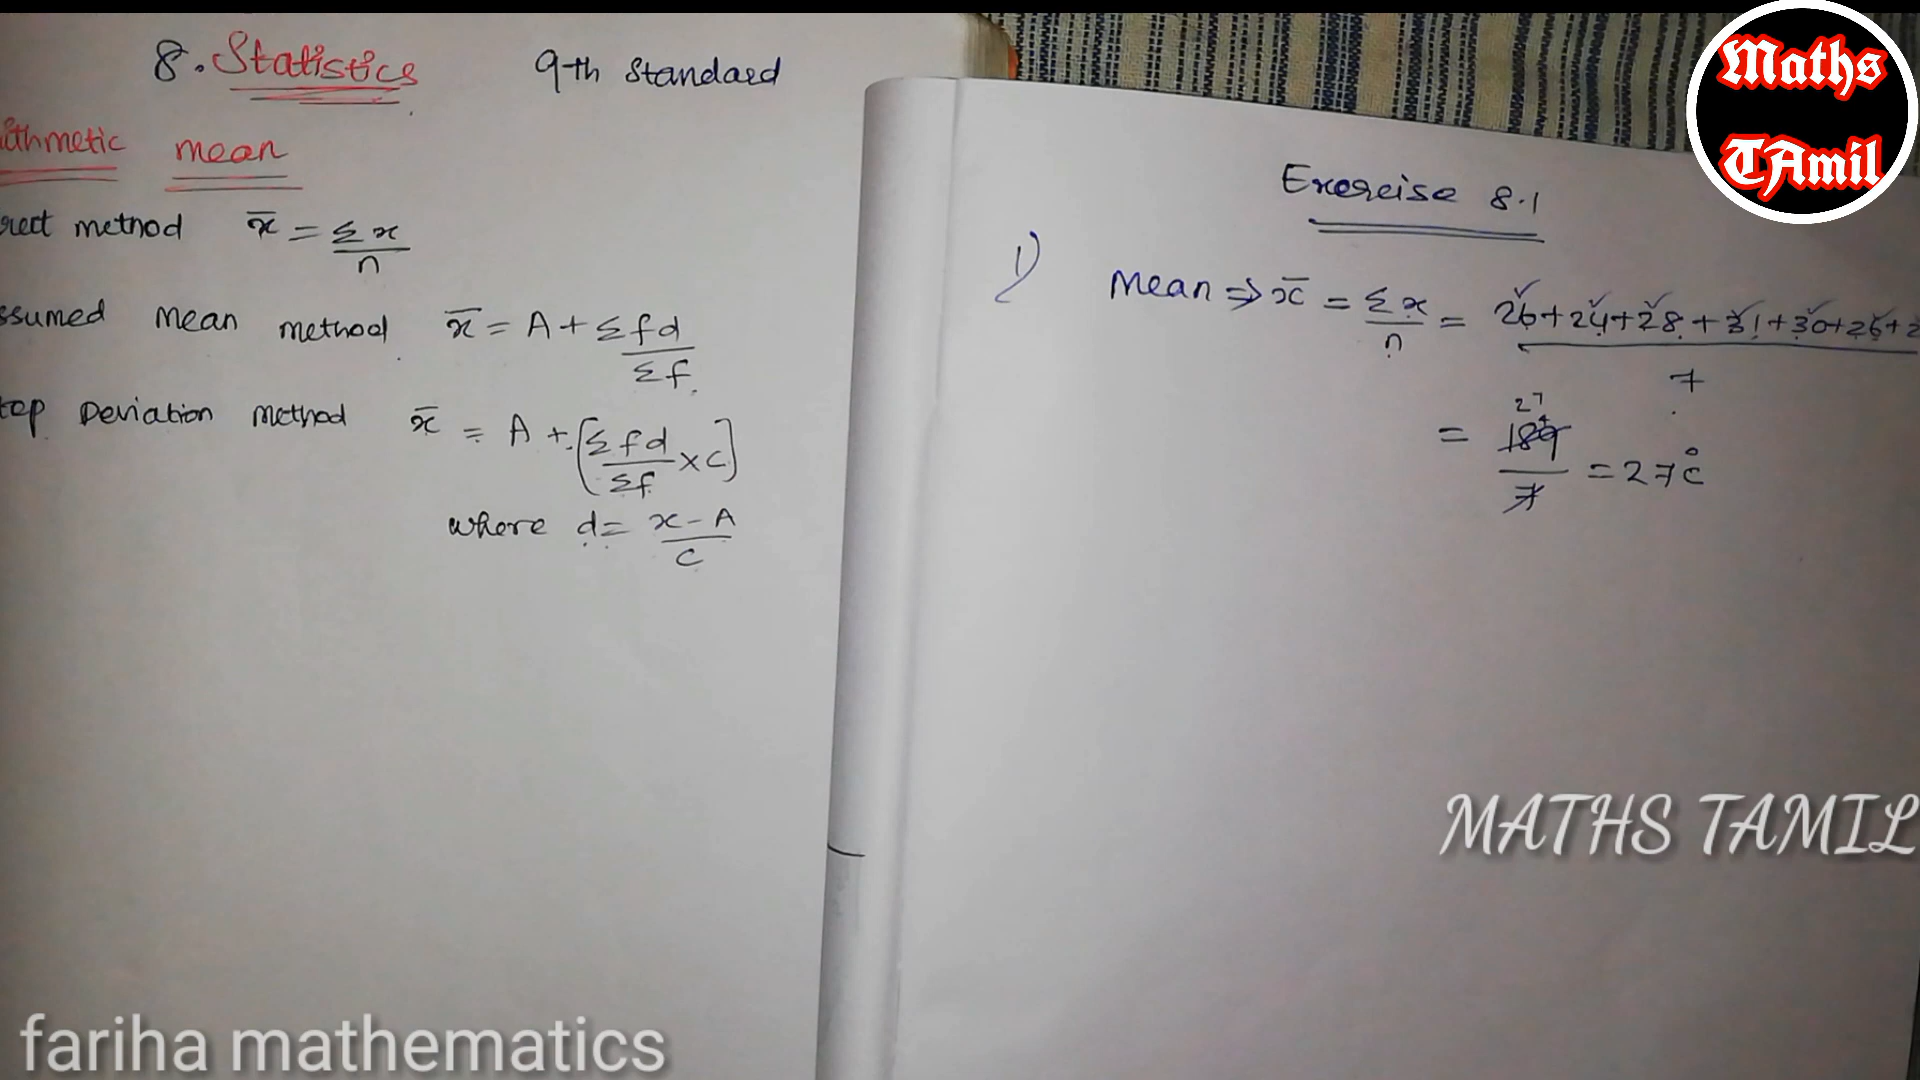 8. Statistics 9th Standard
ithmetic mean
rect method x̄ = Σx/n
ssumed mean method x̄ = A + Σfd/Σf
tep Deviation method x̄ = A + [Σfd/Σf × C]
where d = x - A/c
Exercise 8.1
1) Mean ⇒ x̄ = Σx/n = 26+24+28+31+30+26+2
7
27
= 189/7 = 27°c
Maths
TAmil
MATHS TAMIL
fariha mathematics